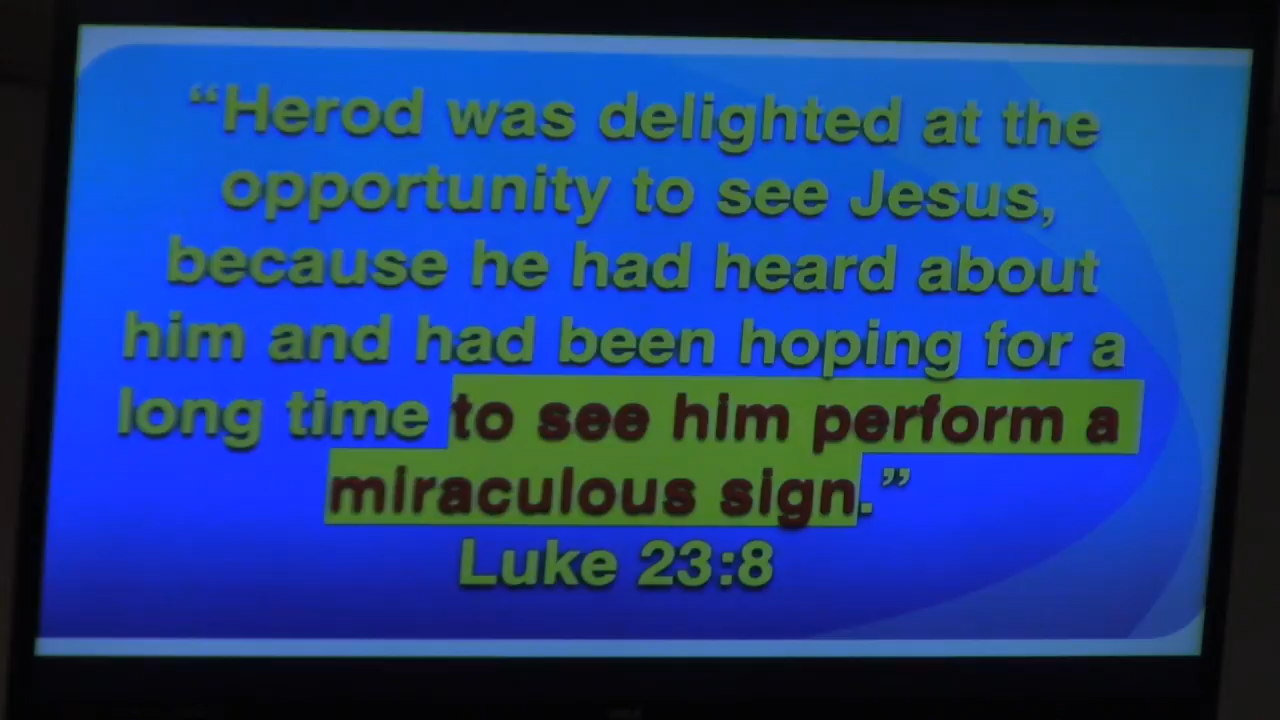 “Herod was delighted at the
opportunity to see Jesus,
because he had heard about
him and had been hoping for a
long time to see him perform a
miraculous sign.”
Luke 23:8